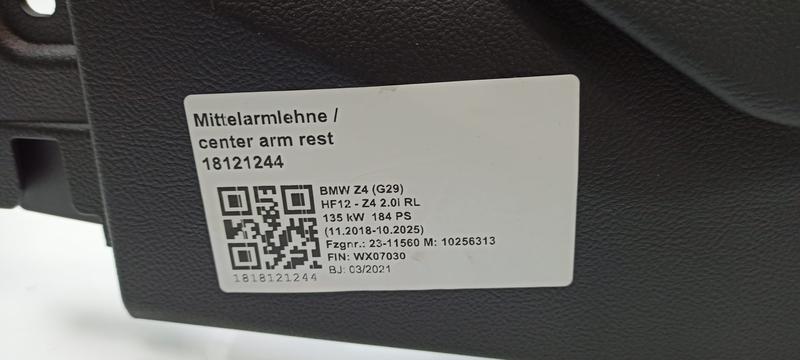 Mittelarmlehne /
center arm rest
18121244
BMW Z4 (G29)
HF12 - Z4 2.0i RL
135 kW 184 PS
(11.2018-10.2025)
Fzgnr.: 23-11560 M: 10256313
FIN: WX07030
BJ: 03/2021
1818121244